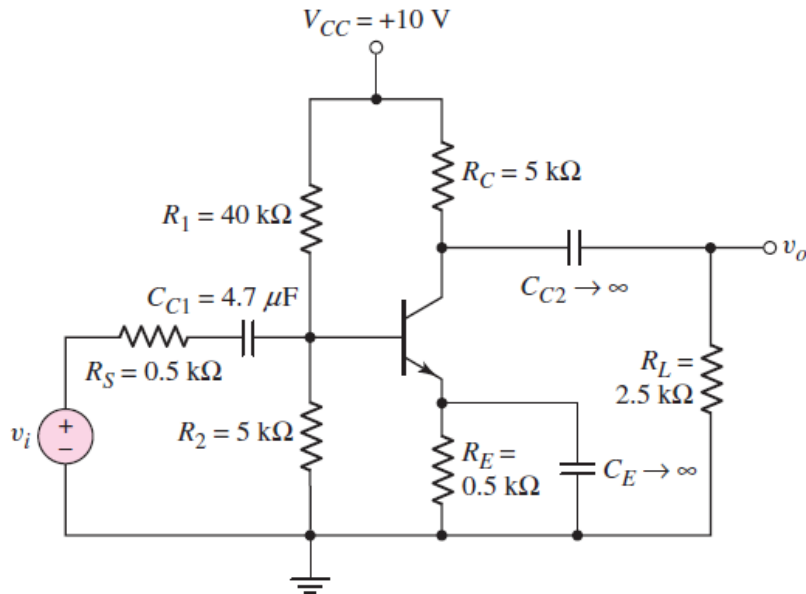 V_CC = +10 V
R_C = 5 kΩ
R_1 = 40 kΩ
C_C1 = 4.7 μF
v_o
C_C2 → ∞
R_S = 0.5 kΩ
R_L =
2.5 kΩ
v_i
+
−
R_2 = 5 kΩ
R_E =
0.5 kΩ
C_E → ∞